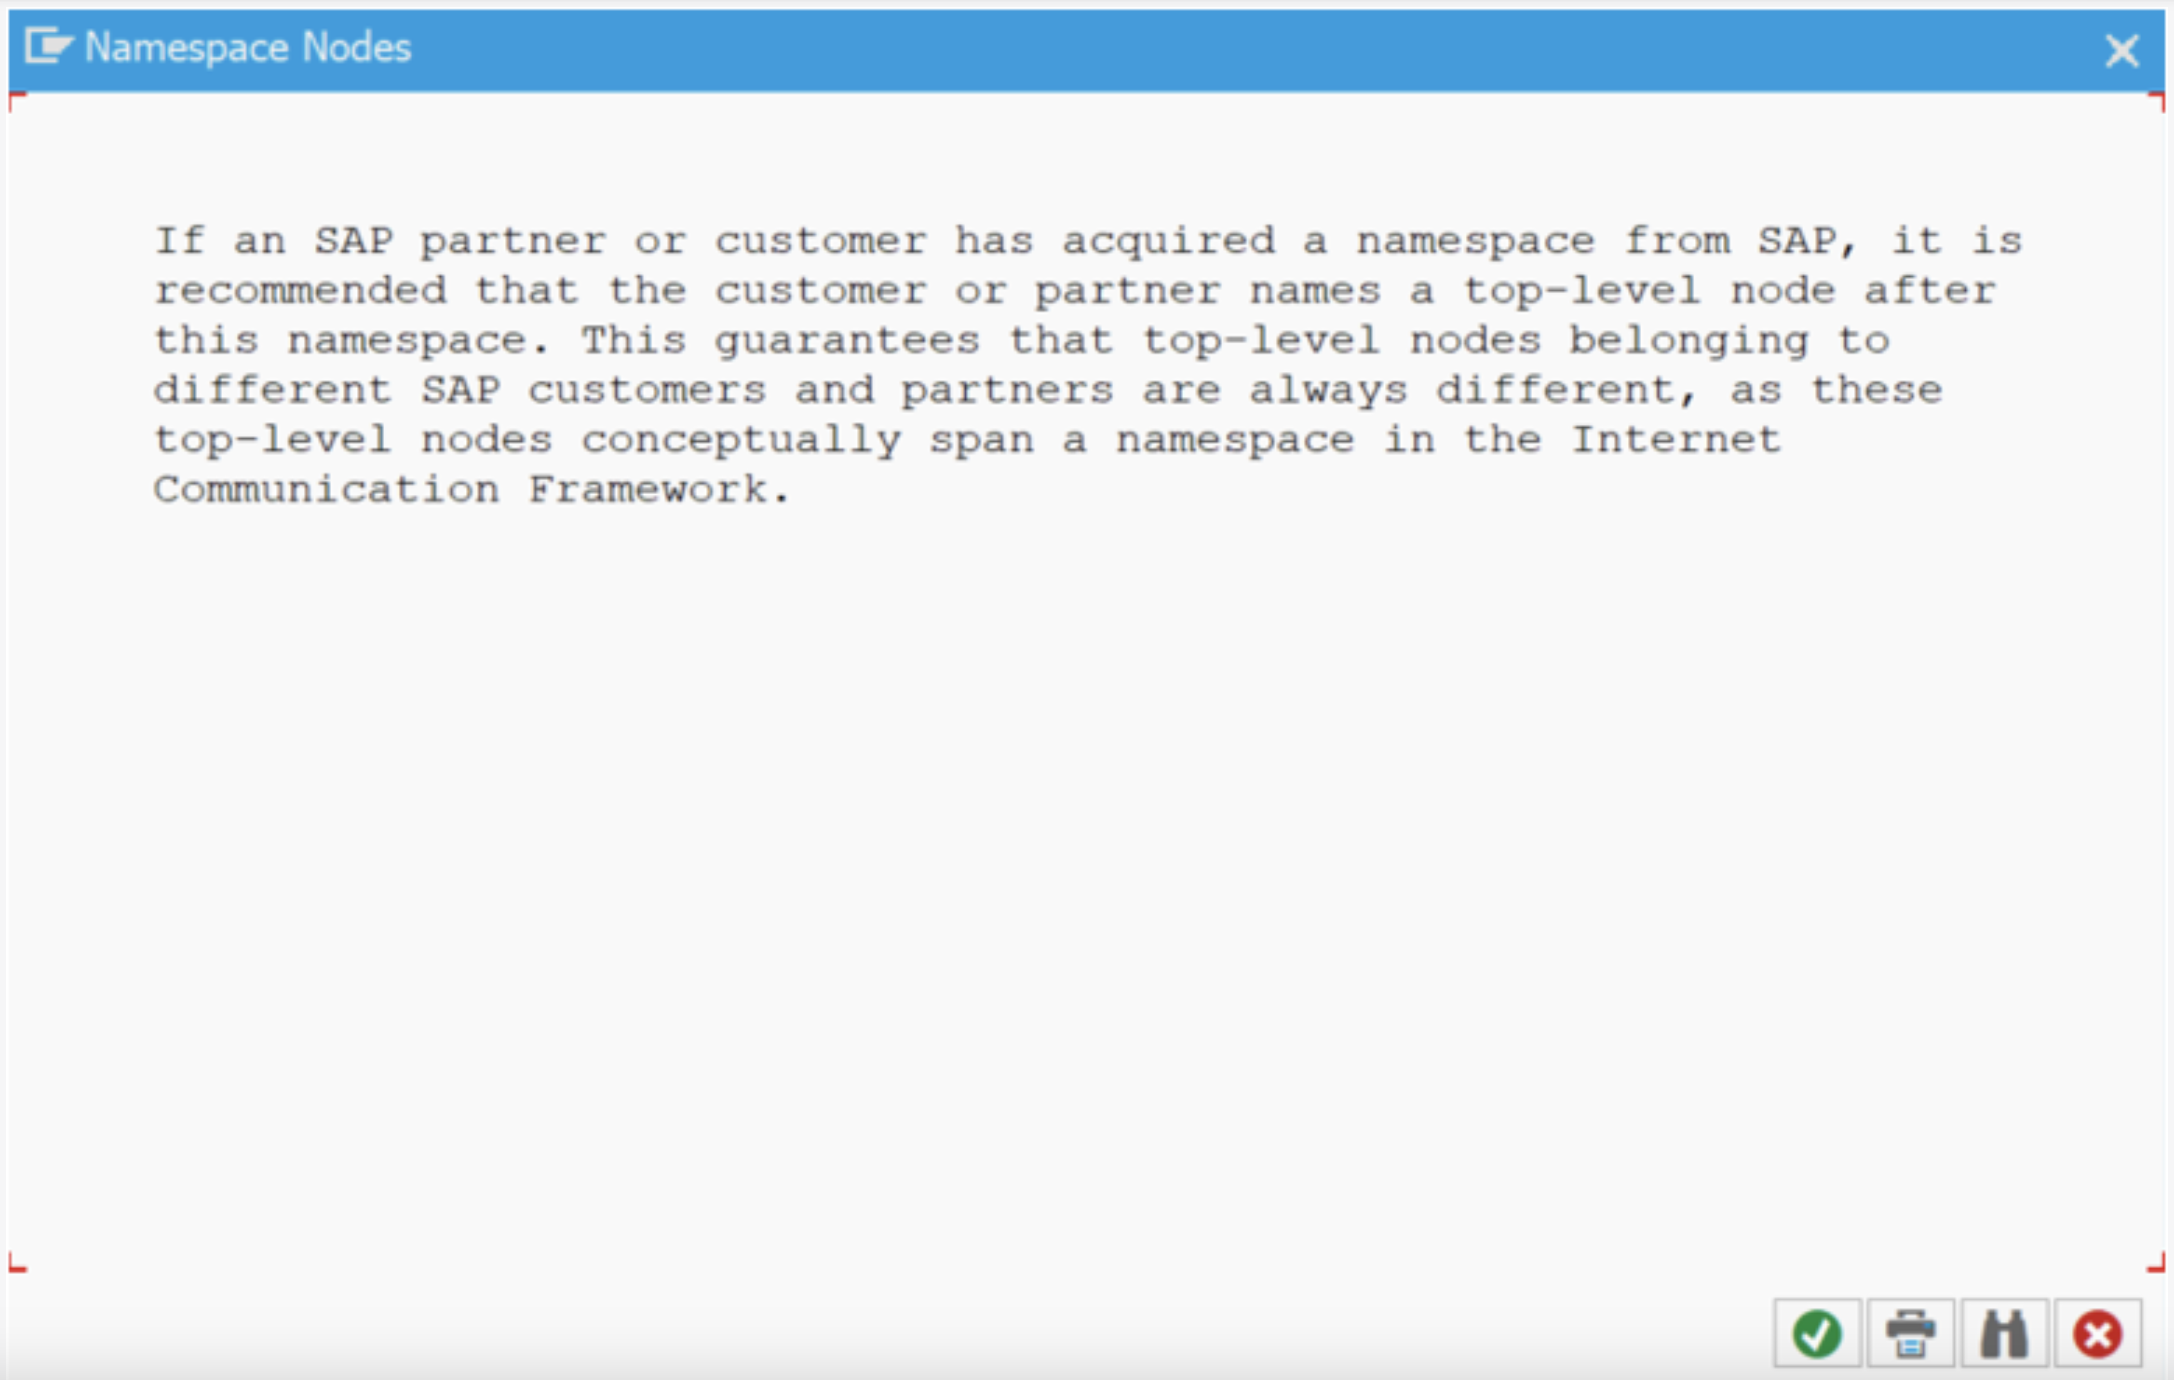 Namespace Nodes
If an SAP partner or customer has acquired a namespace from SAP, it is
recommended that the customer or partner names a top-level node after
this namespace. This guarantees that top-level nodes belonging to
different SAP customers and partners are always different, as these
top-level nodes conceptually span a namespace in the Internet
Communication Framework.